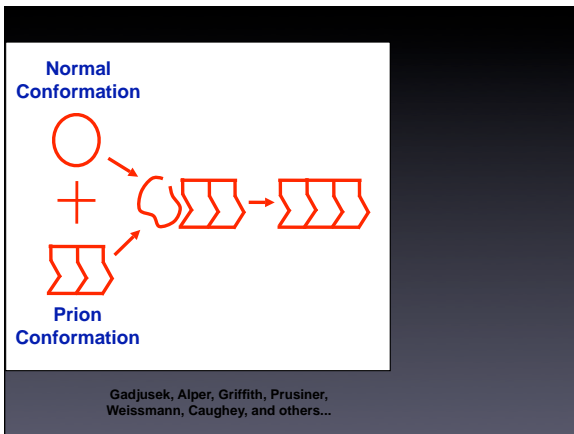 Normal
Conformation
Prion
Conformation
Gadjusek, Alper, Griffith, Prusiner,
Weissmann, Caughey, and others...